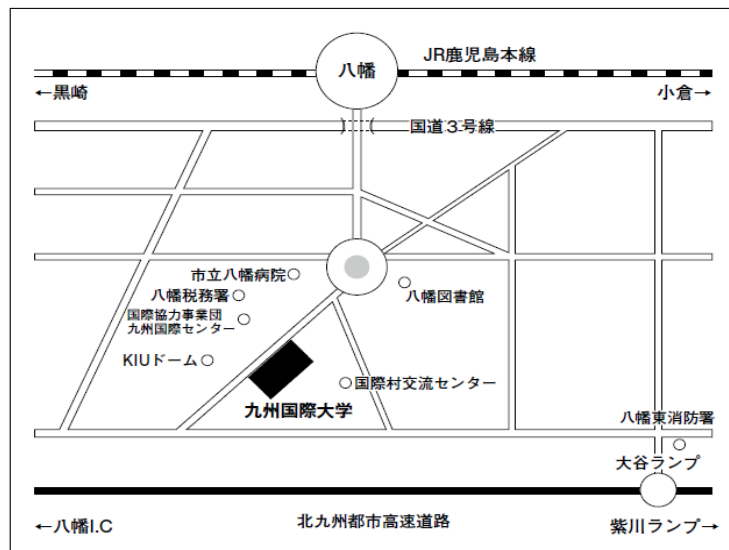 八幡
JR鹿児島本線
←黒崎
小倉→
国道3号線
市立八幡病院
八幡税務署
八幡図書館
国際協力事業団
九州国際センター
KIUドーム
国際村交流センター
九州国際大学
八幡東消防署
大谷ランプ
←八幡I.C
北九州都市高速道路
紫川ランプ→